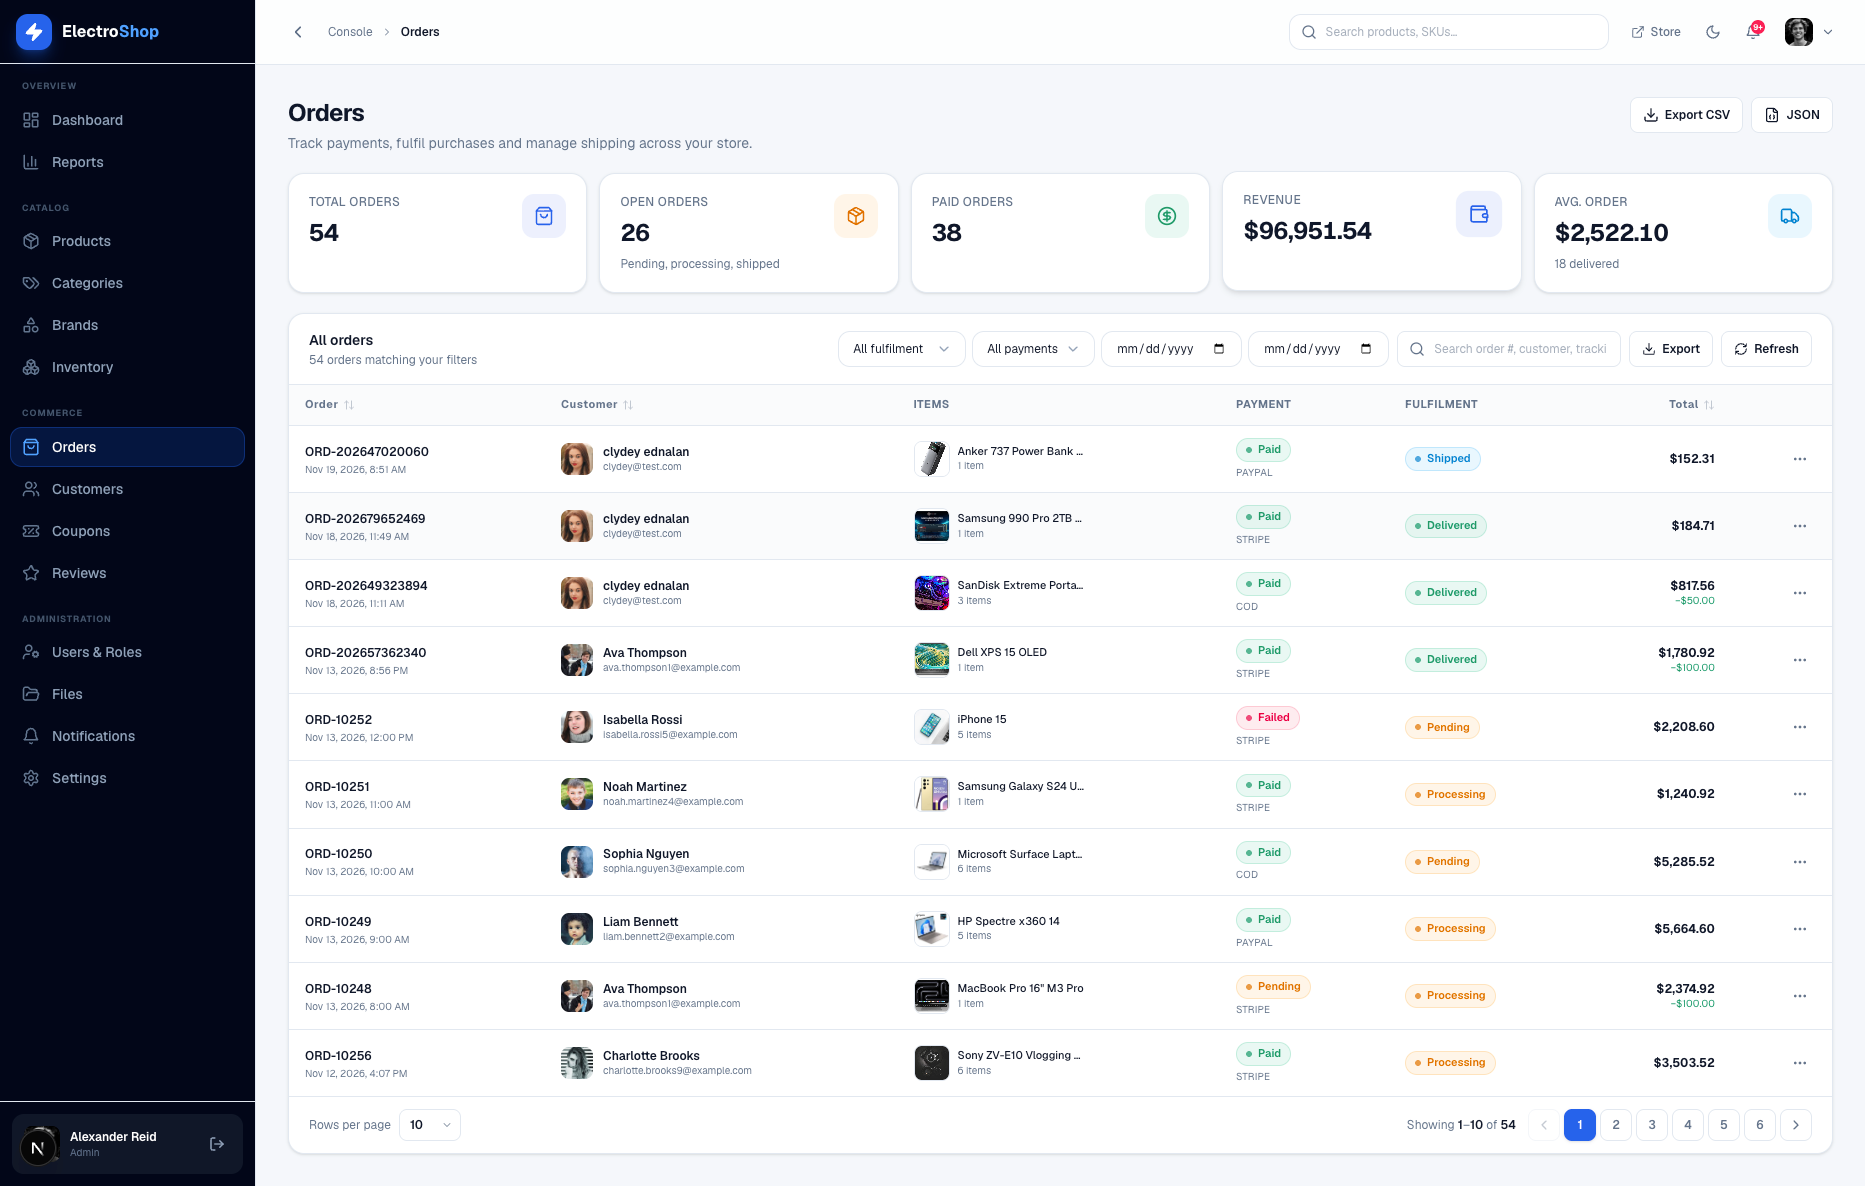 ElectroShop
OVERVIEW
Dashboard
Reports
CATALOG
Products
Categories
Brands
Inventory
COMMERCE
Orders
Customers
Coupons
Reviews
ADMINISTRATION
Users & Roles
Files
Notifications
Settings
N
Alexander Reid
Admin
Console > Orders
Search products, SKUs...
Store
9+
Orders
Track payments, fulfil purchases and manage shipping across your store.
Export CSV
JSON
TOTAL ORDERS
54
OPEN ORDERS
26
Pending, processing, shipped
PAID ORDERS
38
REVENUE
$96,951.54
AVG. ORDER
$2,522.10
18 delivered
All orders
54 orders matching your filters
All fulfilment
All payments
mm/dd/yyyy
mm/dd/yyyy
Search order #, customer, tracki
Export
Refresh
Order Customer ITEMS PAYMENT FULFILMENT Total
ORD-202647020060 clydey ednalan Anker 737 Power Bank ... Paid Shipped $152.31
Nov 19, 2026, 8:51 AM clydey@test.com 1 item PAYPAL
ORD-202679652469 clydey ednalan Samsung 990 Pro 2TB ... Paid Delivered $184.71
Nov 18, 2026, 11:49 AM clydey@test.com 1 item STRIPE
ORD-202649323894 clydey ednalan SanDisk Extreme Porta... Paid Delivered $817.56
Nov 18, 2026, 11:11 AM clydey@test.com 3 items COD −$50.00
ORD-202657362340 Ava Thompson Dell XPS 15 OLED Paid Delivered $1,780.92
Nov 13, 2026, 8:56 PM ava.thompson1@example.com 1 item STRIPE −$100.00
ORD-10252 Isabella Rossi iPhone 15 Failed Pending $2,208.60
Nov 13, 2026, 12:00 PM isabella.rossi5@example.com 5 items STRIPE
ORD-10251 Noah Martinez Samsung Galaxy S24 U... Paid Processing $1,240.92
Nov 13, 2026, 11:00 AM noah.martinez4@example.com 1 item STRIPE
ORD-10250 Sophia Nguyen Microsoft Surface Lapt... Paid Pending $5,285.52
Nov 13, 2026, 10:00 AM sophia.nguyen3@example.com 6 items COD
ORD-10249 Liam Bennett HP Spectre x360 14 Paid Processing $5,664.60
Nov 13, 2026, 9:00 AM liam.bennett2@example.com 5 items PAYPAL
ORD-10248 Ava Thompson MacBook Pro 16" M3 Pro Pending Processing $2,374.92
Nov 13, 2026, 8:00 AM ava.thompson1@example.com 1 item STRIPE −$100.00
ORD-10256 Charlotte Brooks Sony ZV-E10 Vlogging ... Paid Processing $3,503.52
Nov 12, 2026, 4:07 PM charlotte.brooks9@example.com 6 items STRIPE
Rows per page 10
Showing 1–10 of 54
1 2 3 4 5 6